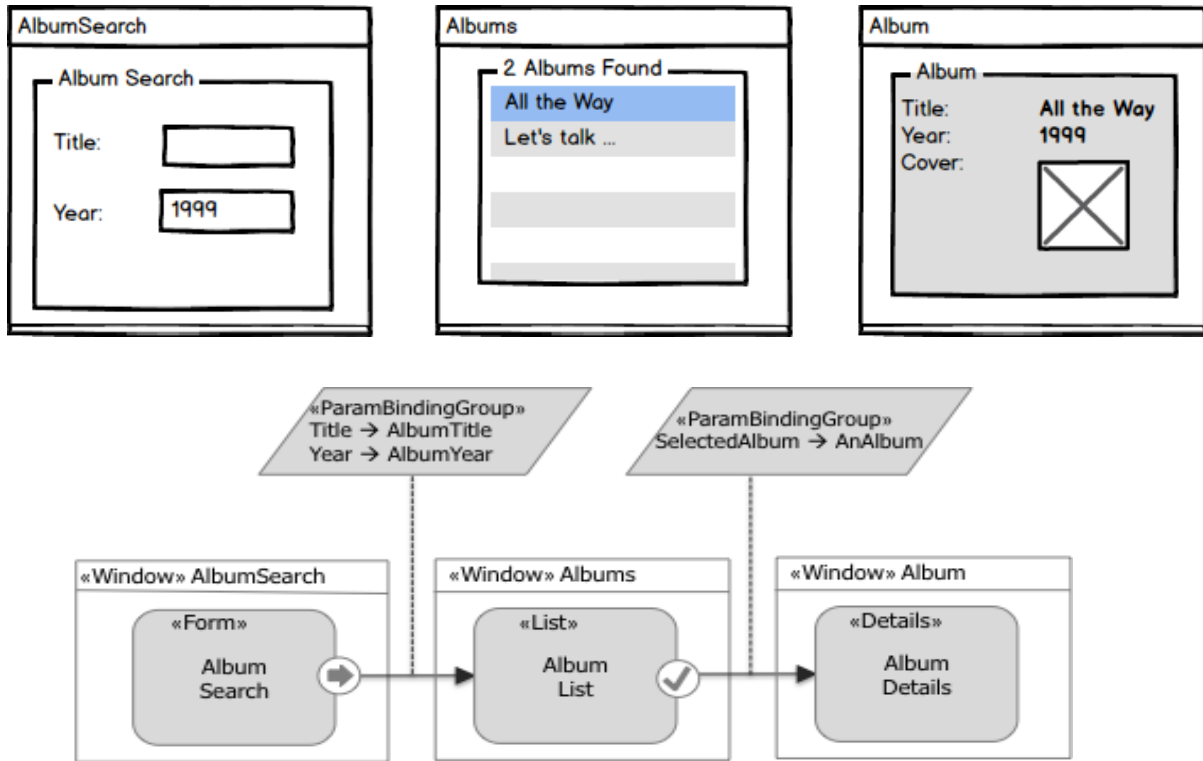 AlbumSearch
Album Search
Title:
Year:
1999
Albums
2 Albums Found
All the Way
Let's talk ...
Album
Album
Title:
All the Way
Year:
1999
Cover:
«ParamBindingGroup»
Title → AlbumTitle
Year → AlbumYear
«ParamBindingGroup»
SelectedAlbum → AnAlbum
«Window» AlbumSearch
«Form»
Album
Search
«Window» Albums
«List»
Album
List
«Window» Album
«Details»
Album
Details